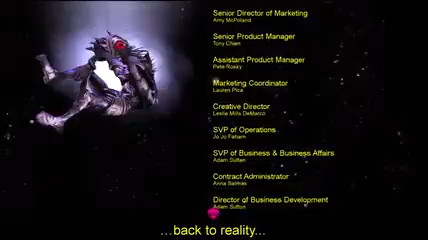 Senior Director of Marketing
Amy McPoland
Senior Product Manager
Tony Chien
Assistant Product Manager
Pete Rosky
Marketing Coordinator
Lauren Pica
Creative Director
Leslie Mills DeMarco
SVP of Operations
Jo Jo Faham
SVP of Business & Business Affairs
Adam Sultan
Contract Administrator
Anna Salinas
Director of Business Development
Adam Sutton
...back to reality...